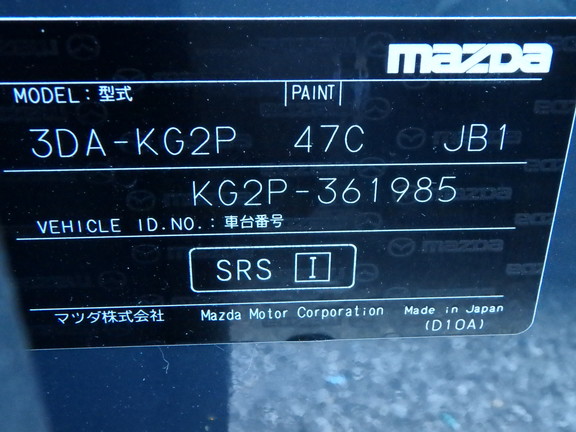 mazda
MODEL: 型式 PAINT
3DA-KG2P 47C JB1
KG2P-361985
VEHICLE ID.NO.: 車台番号
SRS I
マツダ株式会社 Mazda Motor Corporation Made in Japan
(D10A)